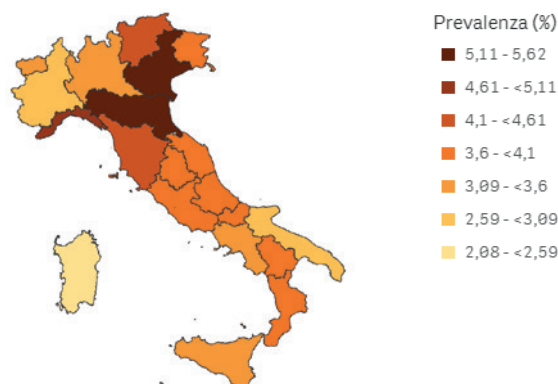 Prevalenza (%)
5,11 - 5,62
4,61 - <5,11
4,1 - <4,61
3,6 - <4,1
3,09 - <3,6
2,59 - <3,09
2,08 - <2,59